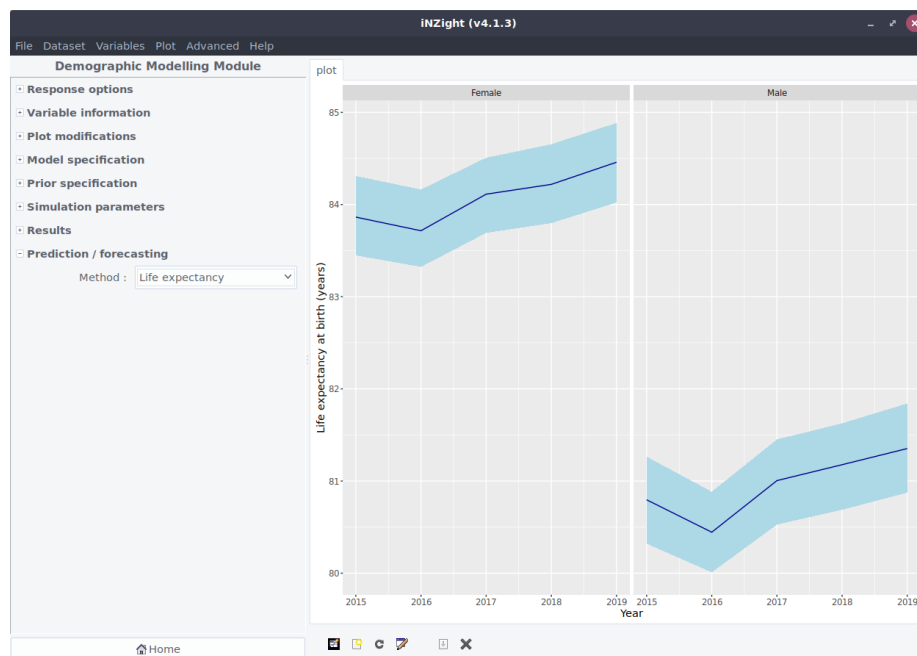 iNZight (v4.1.3)
File Dataset Variables Plot Advanced Help
Demographic Modelling Module
Response options
Variable information
Plot modifications
Model specification
Prior specification
Simulation parameters
Results
Prediction / forecasting
Method : Life expectancy
Home
plot
Female Male
Life expectancy at birth (years)
85
84
83
82
81
80
2015 2016 2017 2018 2019 2015 2016 2017 2018 2019
Year